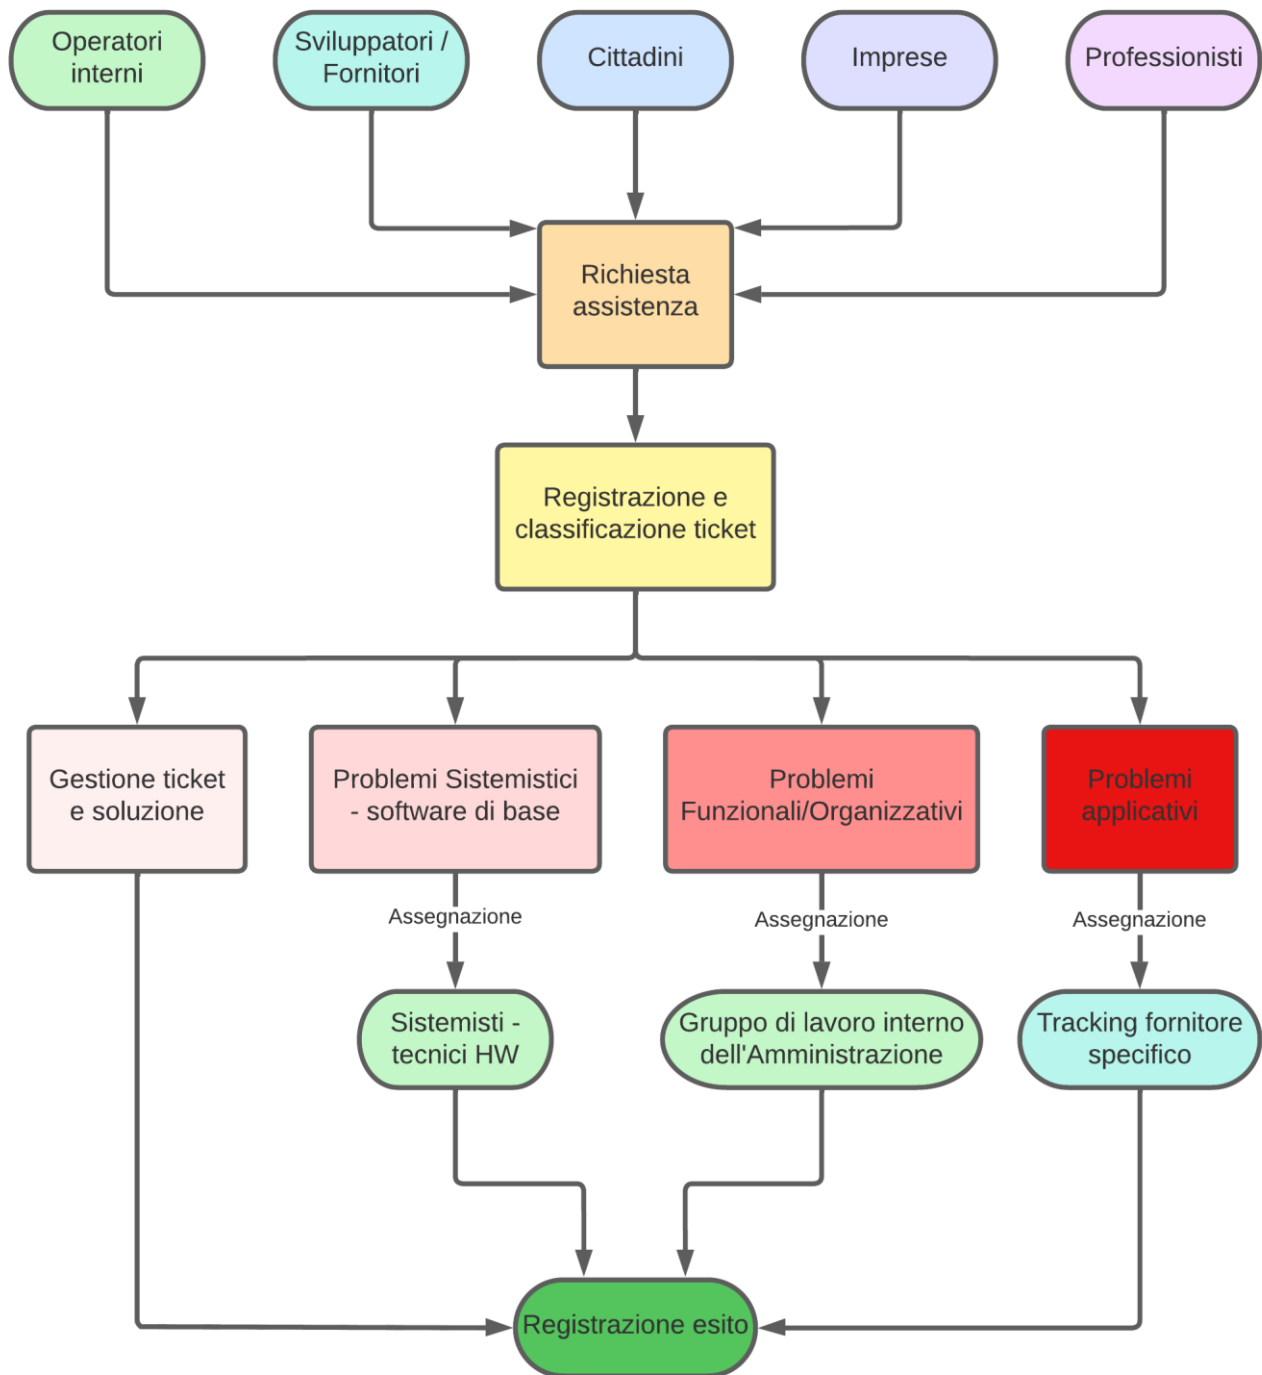 Operatori
interni
Sviluppatori /
Fornitori
Cittadini
Imprese
Professionisti
Richiesta
assistenza
Registrazione e
classificazione ticket
Gestione ticket
e soluzione
Problemi Sistemistici
- software di base
Problemi
Funzionali/Organizzativi
Problemi
applicativi
Assegnazione
Assegnazione
Assegnazione
Sistemisti -
tecnici HW
Gruppo di lavoro interno
dell'Amministrazione
Tracking fornitore
specifico
Registrazione esito